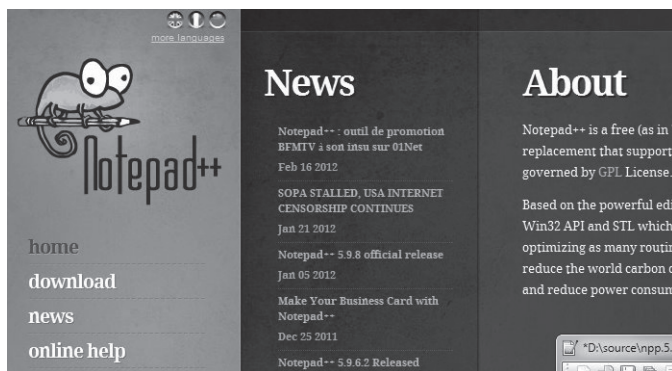 more languages
Notepad++
home
download
news
online help
News
Notepad++ : outil de promotion
BFMTV à son insu sur 01Net
Feb 16 2012
SOPA STALLED, USA INTERNET
CENSORSHIP CONTINUES
Jan 21 2012
Notepad++ 5.9.8 official release
Jan 05 2012
Make Your Business Card with
Notepad++
Dec 25 2011
Notepad++ 5.9.6.2 Released
About
Notepad++ is a free (as in
replacement that support
governed by GPL License.
Based on the powerful edi
Win32 API and STL which
optimizing as many routin
reduce the world carbon d
and reduce power consum
*D:\source\npp.5.